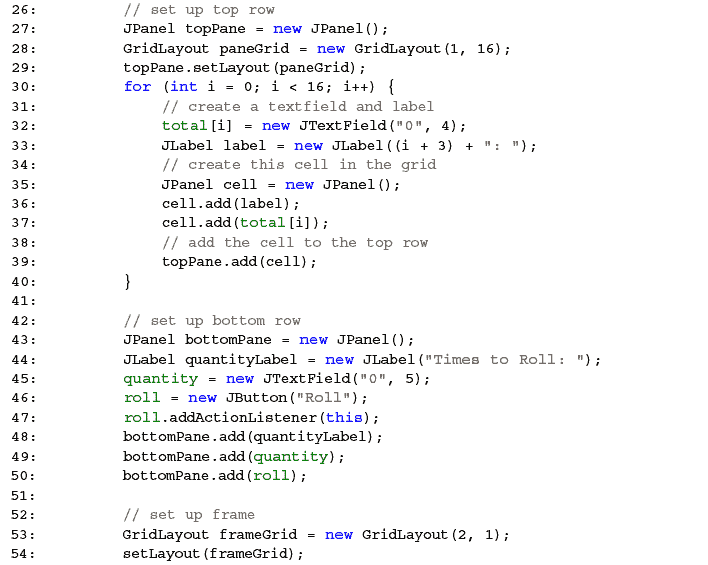 26:          // set up top row
27:          JPanel topPane = new JPanel();
28:          GridLayout paneGrid = new GridLayout(1, 16);
29:          topPane.setLayout(paneGrid);
30:          for (int i = 0; i < 16; i++) {
31:              // create a textfield and label
32:              total[i] = new JTextField("0", 4);
33:              JLabel label = new JLabel((i + 3) + ": ");
34:              // create this cell in the grid
35:              JPanel cell = new JPanel();
36:              cell.add(label);
37:              cell.add(total[i]);
38:              // add the cell to the top row
39:              topPane.add(cell);
40:          }
41:
42:          // set up bottom row
43:          JPanel bottomPane = new JPanel();
44:          JLabel quantityLabel = new JLabel("Times to Roll: ");
45:          quantity = new JTextField("0", 5);
46:          roll = new JButton("Roll");
47:          roll.addActionListener(this);
48:          bottomPane.add(quantityLabel);
49:          bottomPane.add(quantity);
50:          bottomPane.add(roll);
51:
52:          // set up frame
53:          GridLayout frameGrid = new GridLayout(2, 1);
54:          setLayout(frameGrid);